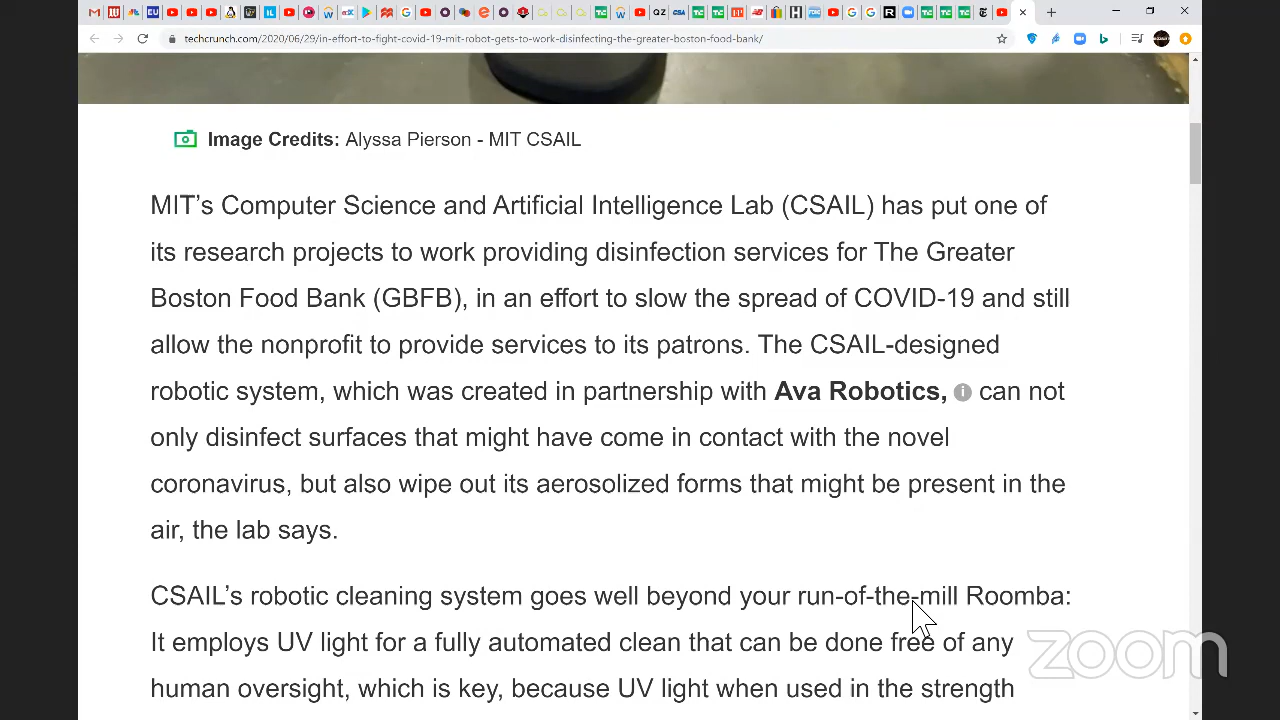 techcrunch.com/2020/06/29/in-effort-to-fight-covid-19-mit-robot-gets-to-work-disinfecting-the-greater-boston-food-bank/
Image Credits: Alyssa Pierson - MIT CSAIL
MIT’s Computer Science and Artificial Intelligence Lab (CSAIL) has put one of
its research projects to work providing disinfection services for The Greater
Boston Food Bank (GBFB), in an effort to slow the spread of COVID-19 and still
allow the nonprofit to provide services to its patrons. The CSAIL-designed
robotic system, which was created in partnership with Ava Robotics, i can not
only disinfect surfaces that might have come in contact with the novel
coronavirus, but also wipe out its aerosolized forms that might be present in the
air, the lab says.
CSAIL’s robotic cleaning system goes well beyond your run-of-the-mill Roomba:
It employs UV light for a fully automated clean that can be done free of any
human oversight, which is key, because UV light when used in the strength
zoom